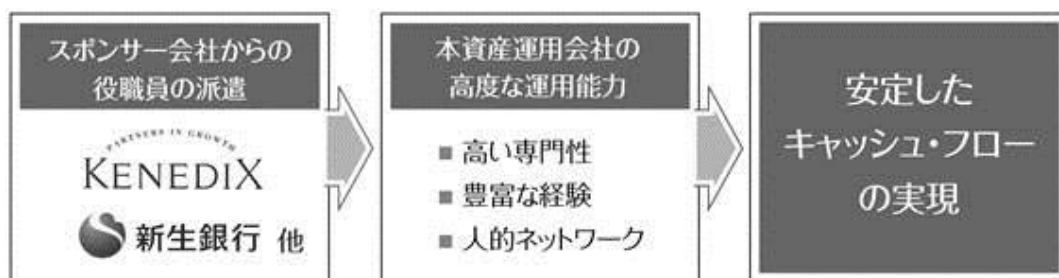 スポンサー会社からの
役職員の派遣
PARTNERS IN GROWTH
KENEDIX
新生銀行 他
本資産運用会社の
高度な運用能力
■ 高い専門性
■ 豊富な経験
■ 人的ネットワーク
安定した
キャッシュ・フロー
の実現